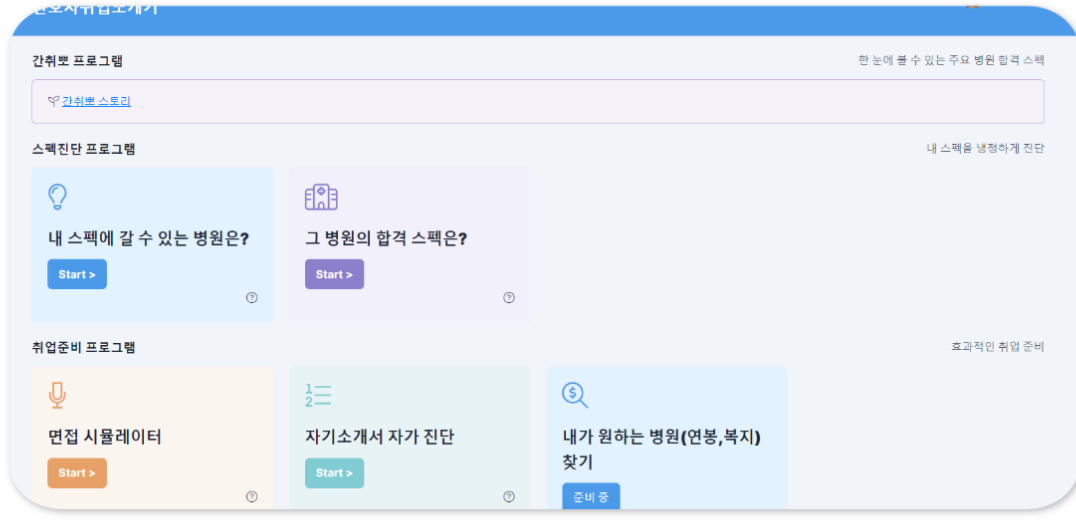 간취뽀 프로그램
한 눈에 볼 수 있는 주요 병원 합격 스펙
간취뽀 스토리
스펙진단 프로그램
내 스펙을 냉정하게 진단
내 스펙에 갈 수 있는 병원은?
Start >
그 병원의 합격 스펙은?
Start >
취업준비 프로그램
효과적인 취업 준비
면접 시뮬레이터
Start >
자기소개서 자가 진단
Start >
내가 원하는 병원(연봉,복지)
찾기
준비 중